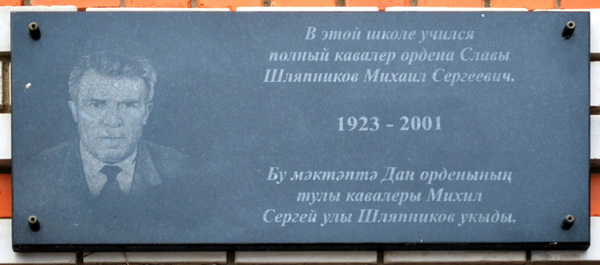 В этой школе учился
полный кавалер ордена Славы
Шляпников Михаил Сергеевич.
1923 - 2001
Бу мәктәптә Дан орденының
тулы кавалеры Михил
Сергей улы Шляпников укыды.